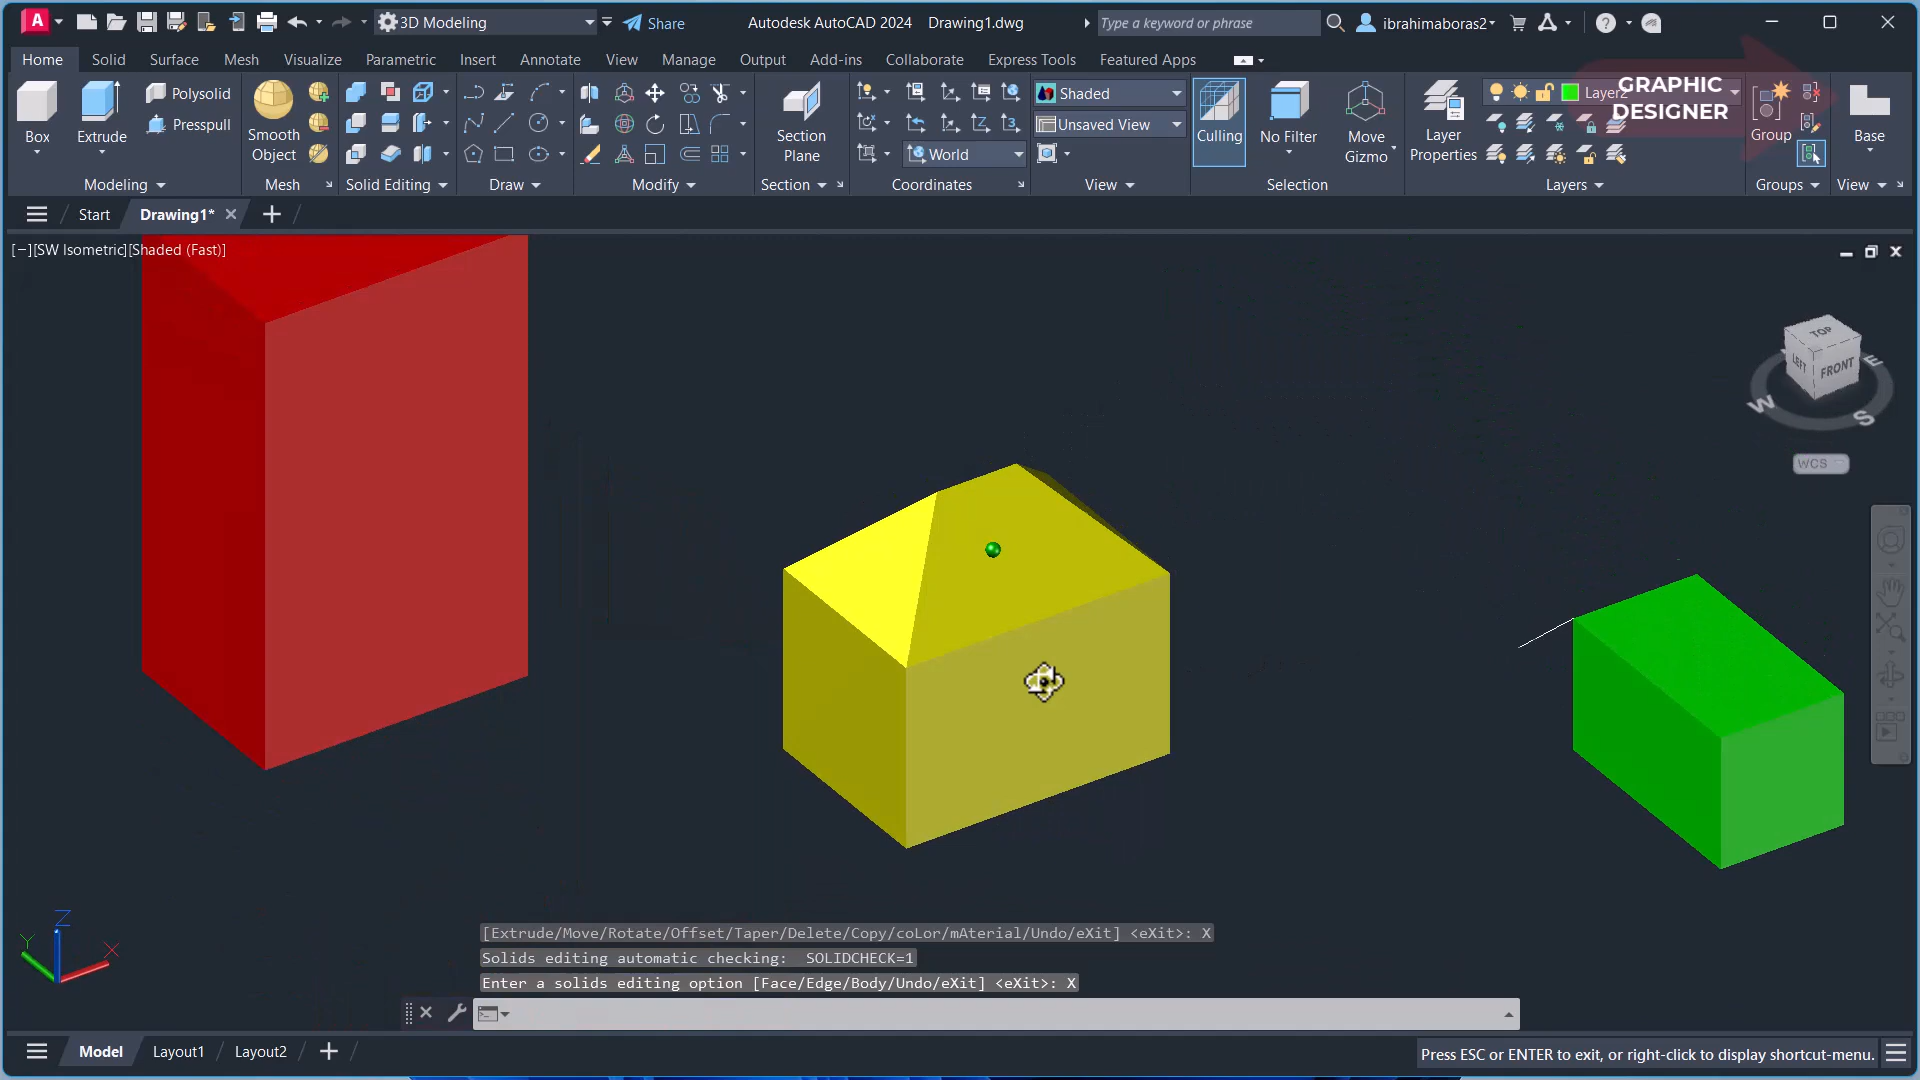 A 3D Modeling Share Autodesk AutoCAD 2024 Drawing1.dwg Type a keyword or phrase ibrahimaboras2
Home Solid Surface Mesh Visualize Parametric Insert Annotate View Manage Output Add-ins Collaborate Express Tools Featured Apps
Box Extrude Polysolid Presspull
Modeling
Smooth Object
Mesh
Solid Editing
Draw
Modify
Section Plane
Section
World
Coordinates
Shaded
Unsaved View
View
Culling No Filter Move Gizmo
Selection
Layer Properties
Layer2
Layers
GRAPHIC
DESIGNER
Group
Groups
Base
View
Start Drawing1*
[−][SW Isometric][Shaded (Fast)]
TOP
LEFT FRONT
E
W
S
WCS
Z
Y
X
[Extrude/Move/Rotate/Offset/Taper/Delete/Copy/coLor/mAterial/Undo/eXit] <eXit>: X
Solids editing automatic checking:  SOLIDCHECK=1
Enter a solids editing option [Face/Edge/Body/Undo/eXit] <eXit>: X
Model Layout1 Layout2
Press ESC or ENTER to exit, or right-click to display shortcut-menu.